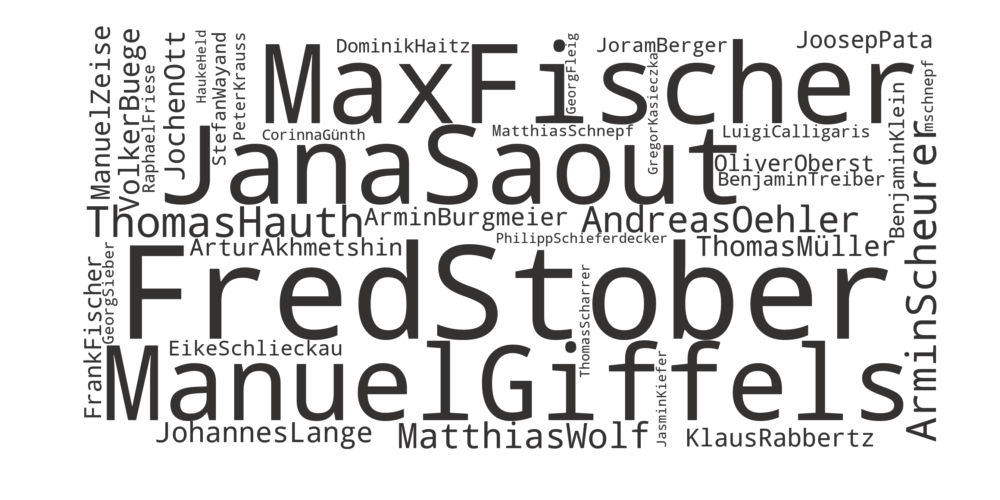 ManuelZeise
VolkerBuege
RaphaelFriese
JochenOtt
HaukeHeld
StefanWayand
PeterKrauss
DominikHaitz
MaxFischer
GeorgFleig
JoramBerger
GregorKasieczka
JoosepPata
BenjaminKlein
mschnepf
CorinnaGünth
MatthiasSchnepf
LuigiCalligaris
JanaSaout
OliverOberst
BenjaminTreiber
ThomasHauth
ArminBurgmeier
AndreasOehler
ArminScheurer
ArturAkhmetshin
PhilippSchieferdecker
ThomasMüller
FrankFischer
GeorgSieber
FredStober
ThomasScharrer
EikeSchlieckau
ManuelGiffels
JasminKiefer
JohannesLange
MatthiasWolf
KlausRabbertz